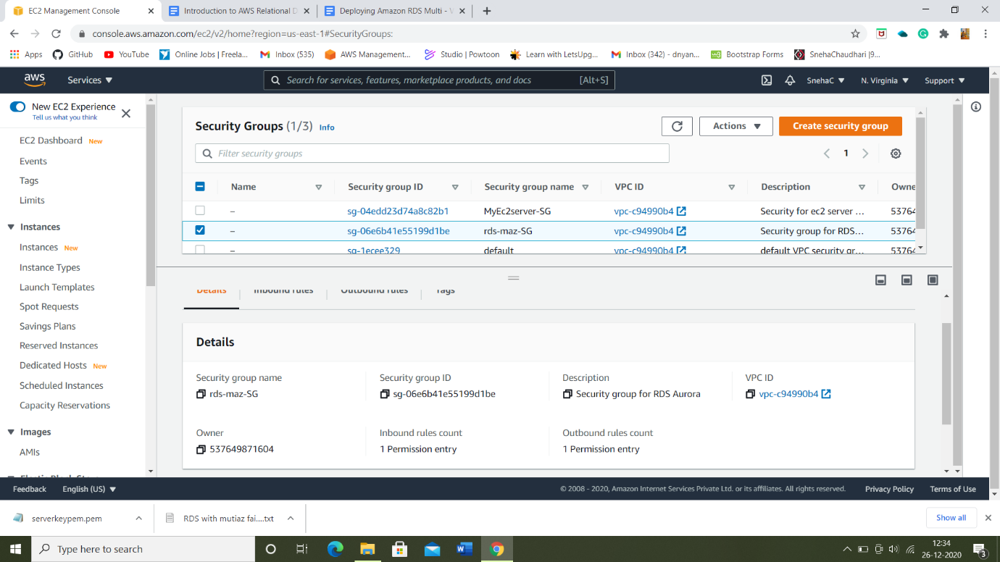 EC2 Management Console
Introduction to AWS Relational D
Deploying Amazon RDS Multi - V
console.aws.amazon.com/ec2/v2/home?region=us-east-1#SecurityGroups:
Apps GitHub YouTube Online Jobs | Freela... Inbox (535) AWS Management... Studio | Powtoon Learn with LetsUpg... Inbox (342) - dnyan... Bootstrap Forms SnehaChaudhari |9...
aws Services Search for services, features, marketplace products, and docs [Alt+S] SnehaC N. Virginia Support
New EC2 Experience
Tell us what you think
EC2 Dashboard New
Events
Tags
Limits
Instances
Instances New
Instance Types
Launch Templates
Spot Requests
Savings Plans
Reserved Instances
Dedicated Hosts New
Scheduled Instances
Capacity Reservations
Images
AMIs
Elastic Block Store
Security Groups (1/3) Info Actions Create security group
Filter security groups 1
Name Security group ID Security group name VPC ID Description Owne
– sg-04edd23d74a8c82b1 MyEc2server-SG vpc-c94990b4 Security for ec2 server ... 53764
– sg-06e6b41e55199d1be rds-maz-SG vpc-c94990b4 Security group for RDS... 53764
– sg-1ecee329 default vpc-c94990b4 default VPC security gr... 53764
Details Inbound rules Outbound rules Tags
Details
Security group name Security group ID Description VPC ID
rds-maz-SG sg-06e6b41e55199d1be Security group for RDS Aurora vpc-c94990b4
Owner Inbound rules count Outbound rules count
537649871604 1 Permission entry 1 Permission entry
Feedback English (US) © 2008 - 2020, Amazon Internet Services Private Ltd. or its affiliates. All rights reserved. Privacy Policy Terms of Use
serverkeypem.pem RDS with mutiaz fai....txt Show all
Type here to search
12:34
26-12-2020
3